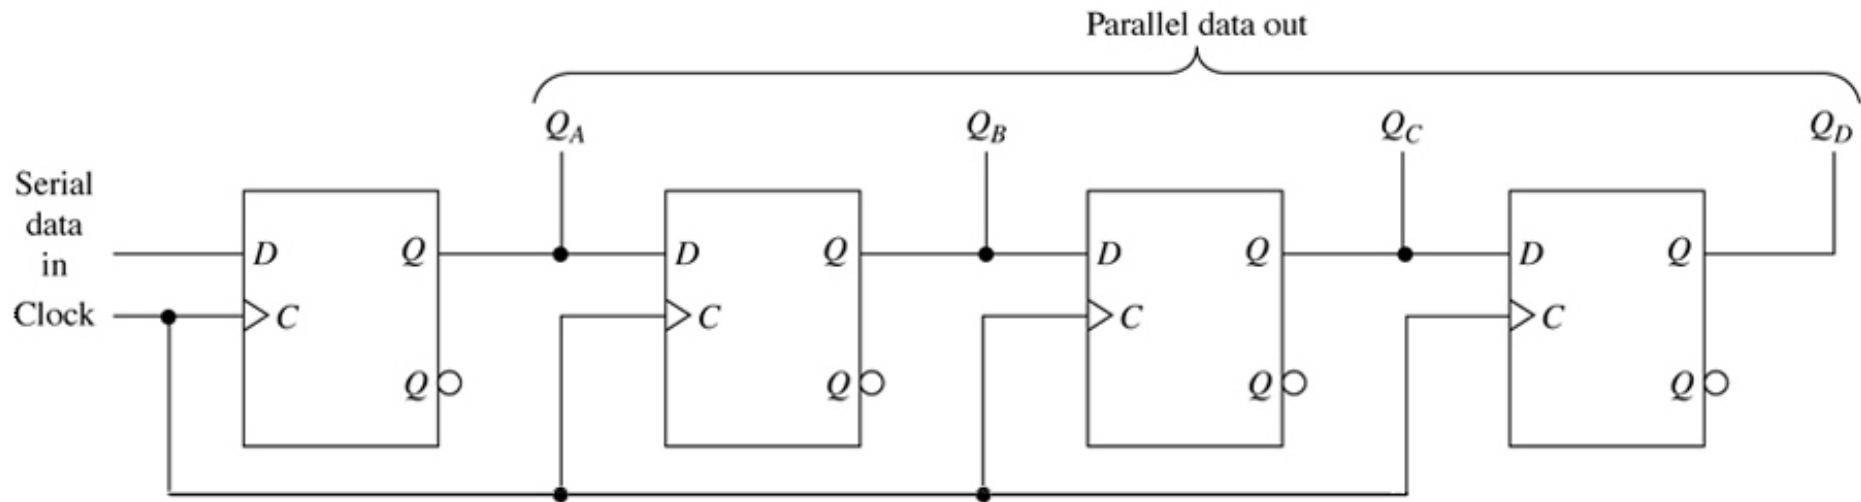 Parallel data out
Q_A Q_B Q_C Q_D
Serial
data
in
D Q D Q D Q D Q
Clock
C C C C
Q Q Q Q